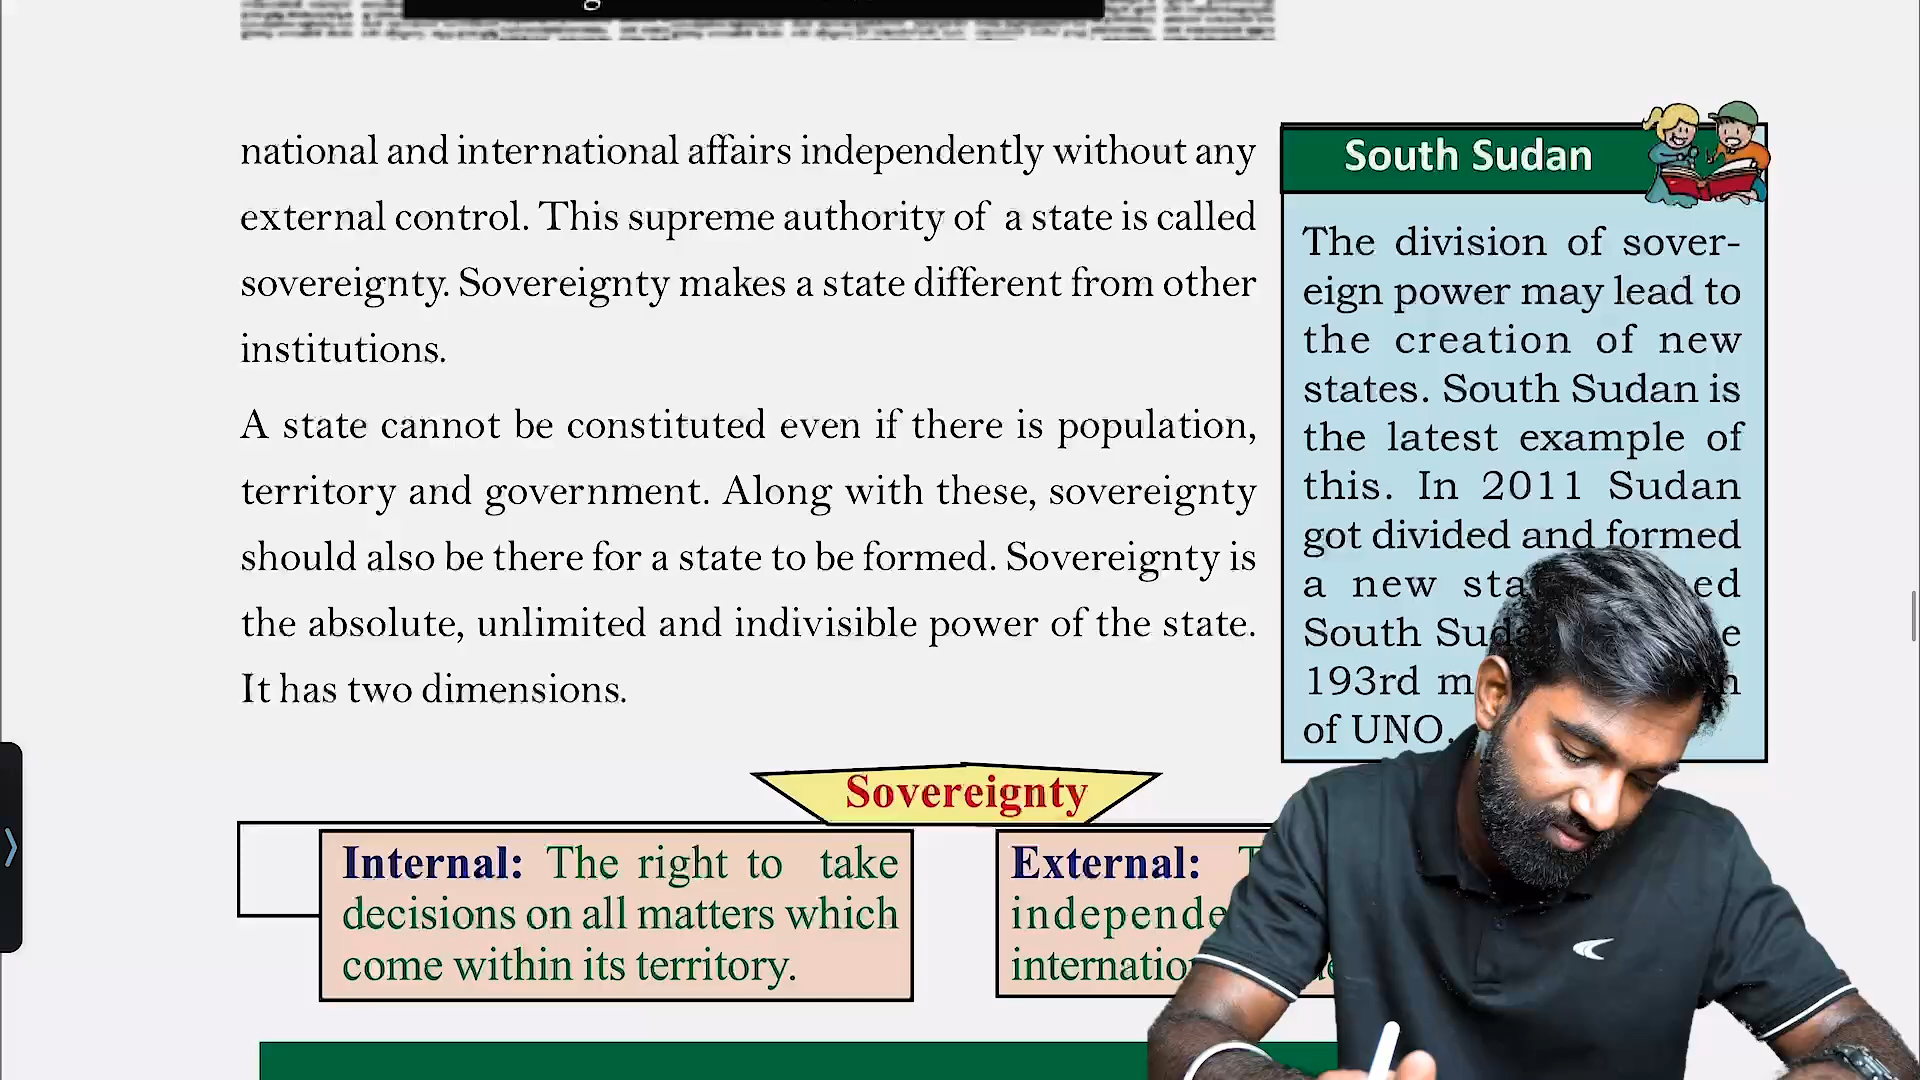 national and international affairs independently without any
external control. This supreme authority of a state is called
sovereignty. Sovereignty makes a state different from other
institutions.
A state cannot be constituted even if there is population,
territory and government. Along with these, sovereignty
should also be there for a state to be formed. Sovereignty is
the absolute, unlimited and indivisible power of the state.
It has two dimensions.
South Sudan
The division of sover-
eign power may lead to
the creation of new
states. South Sudan is
the latest example of
this. In 2011 Sudan
got divided and formed
a new
South
193rd
of UNO.
Sovereignty
Internal: The right to take
decisions on all matters which
come within its territory.
External: